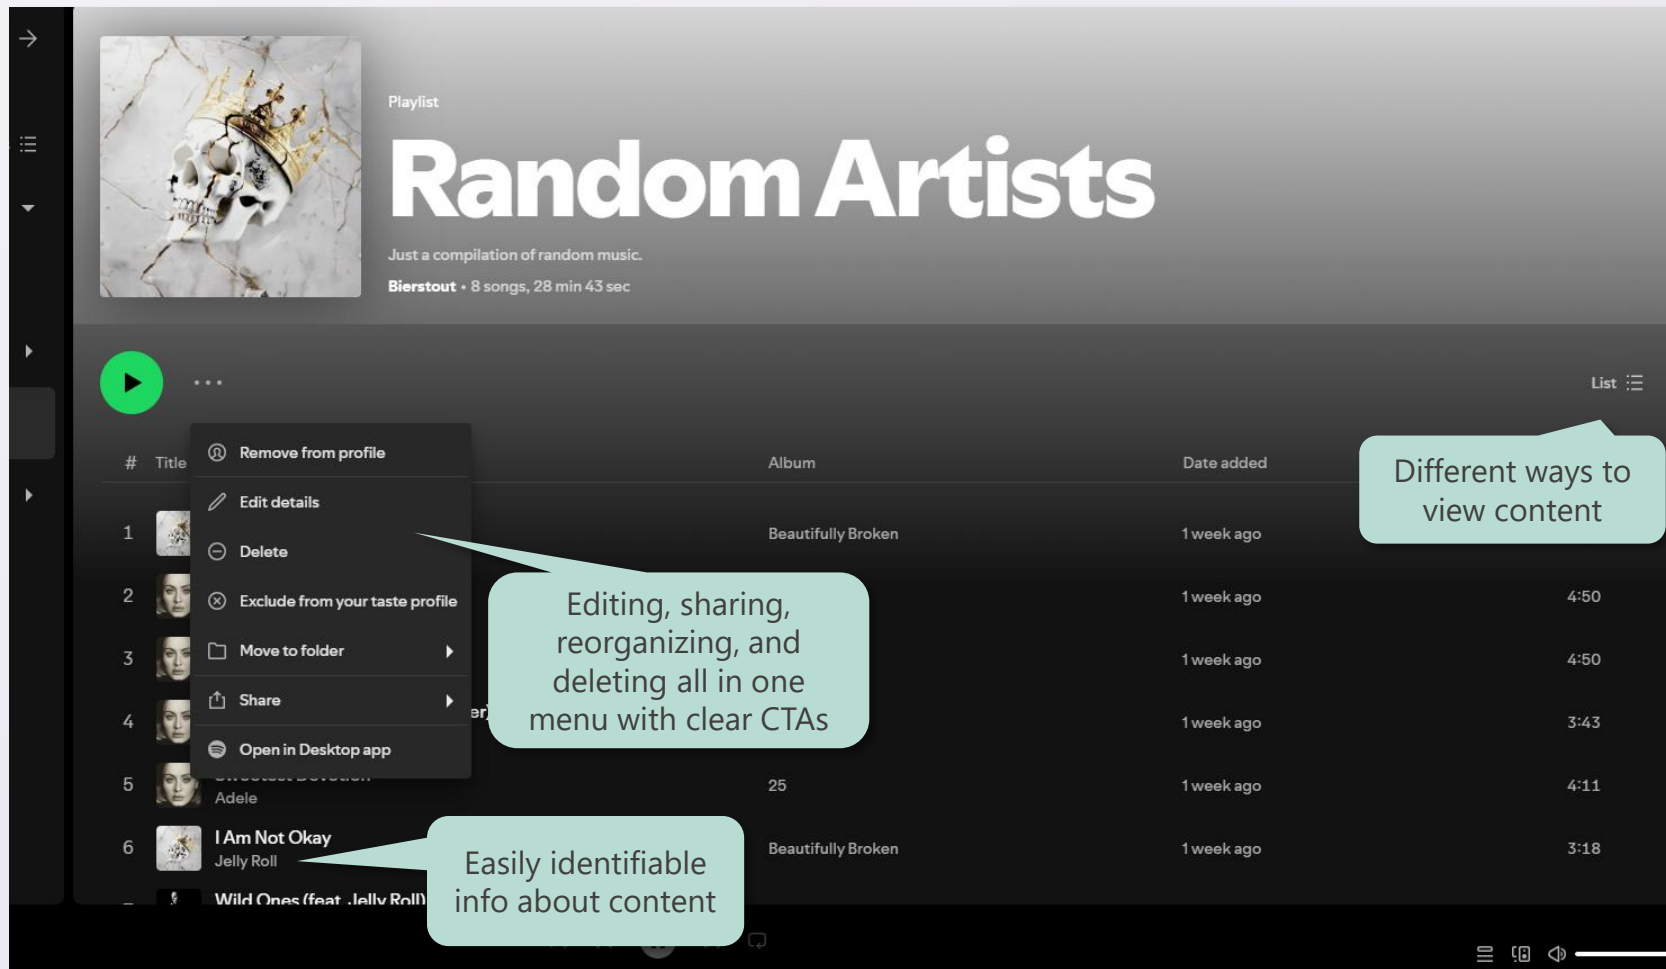 Playlist
Random Artists
Just a compilation of random music.
Bierstout • 8 songs, 28 min 43 sec
List
# Title Album Date added
Remove from profile
Edit details
Delete
Exclude from your taste profile
Move to folder
Share
Open in Desktop app
Different ways to
view content
Editing, sharing,
reorganizing, and
deleting all in one
menu with clear CTAs
1 Beautifully Broken 1 week ago
2 1 week ago 4:50
3 1 week ago 4:50
4 er) 1 week ago 3:43
5 25 1 week ago 4:11
Adele
6 I Am Not Okay Beautifully Broken 1 week ago 3:18
Jelly Roll
Wild Ones (feat. Jelly Roll)
Easily identifiable
info about content